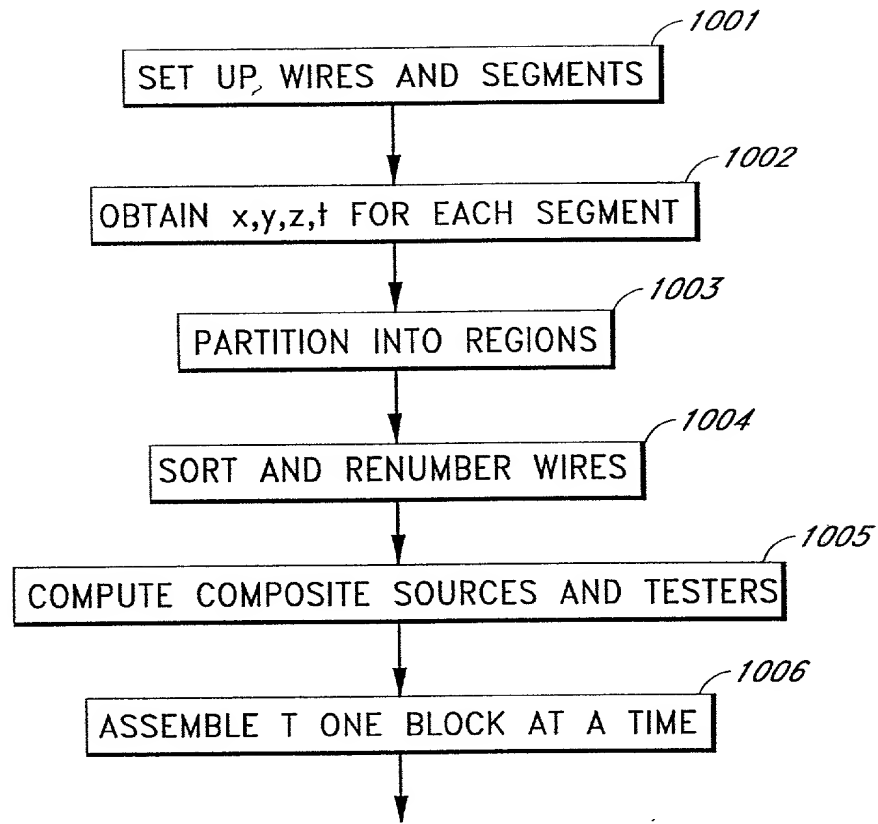 1001
SET UP, WIRES AND SEGMENTS
1002
OBTAIN x,y,z,t FOR EACH SEGMENT
1003
PARTITION INTO REGIONS
1004
SORT AND RENUMBER WIRES
1005
COMPUTE COMPOSITE SOURCES AND TESTERS
1006
ASSEMBLE T ONE BLOCK AT A TIME